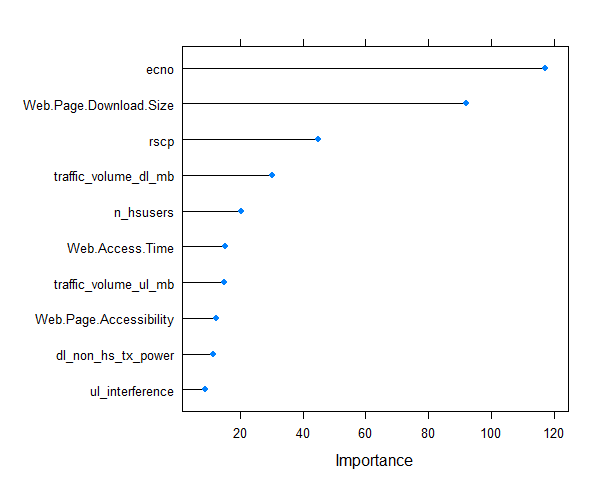 ecno
Web.Page.Download.Size
rscp
traffic_volume_dl_mb
n_hsusers
Web.Access.Time
traffic_volume_ul_mb
Web.Page.Accessibility
dl_non_hs_tx_power
ul_interference
20 40 60 80 100 120
Importance